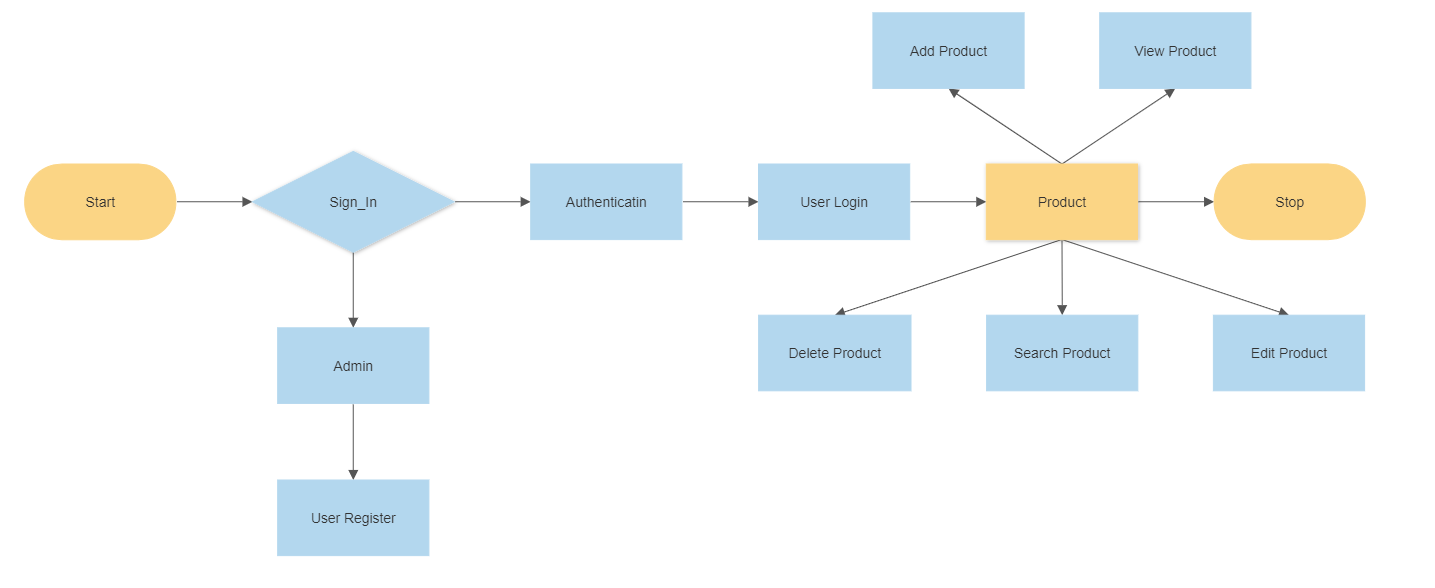 Add Product
View Product
Start
Sign_In
Authenticatin
User Login
Product
Stop
Delete Product
Search Product
Edit Product
Admin
User Register